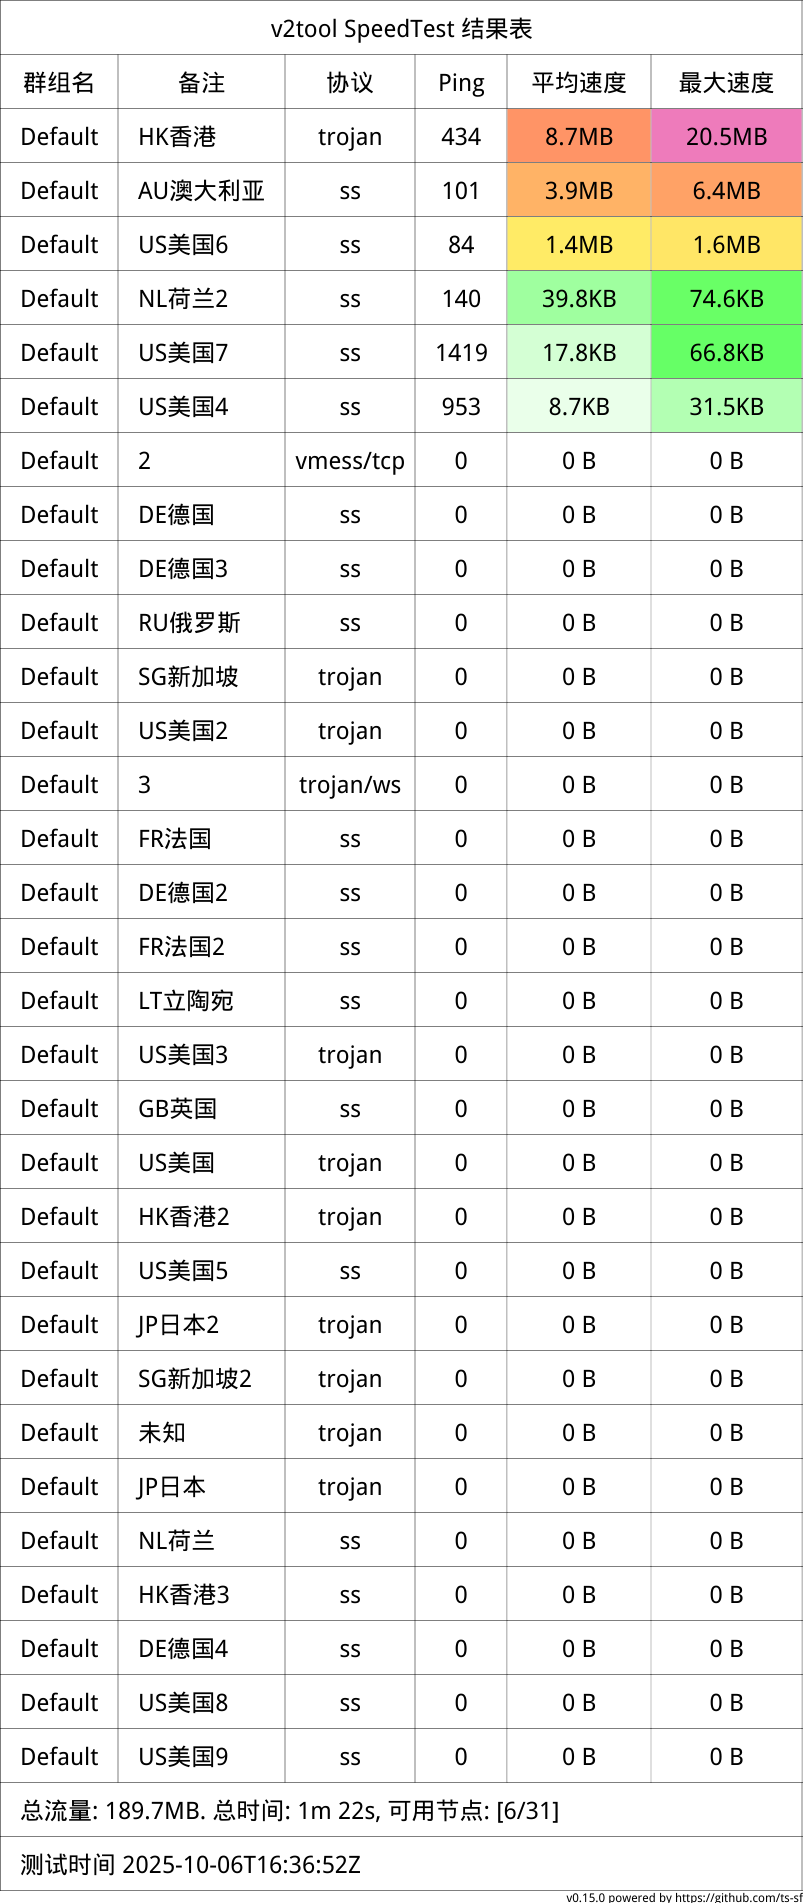 v2tool SpeedTest 结果表
群组名 备注 协议 Ping 平均速度 最大速度
Default HK香港 trojan 434 8.7MB 20.5MB
Default AU澳大利亚 ss 101 3.9MB 6.4MB
Default US美国6 ss 84 1.4MB 1.6MB
Default NL荷兰2 ss 140 39.8KB 74.6KB
Default US美国7 ss 1419 17.8KB 66.8KB
Default US美国4 ss 953 8.7KB 31.5KB
Default 2 vmess/tcp 0 0 B 0 B
Default DE德国 ss 0 0 B 0 B
Default DE德国3 ss 0 0 B 0 B
Default RU俄罗斯 ss 0 0 B 0 B
Default SG新加坡 trojan 0 0 B 0 B
Default US美国2 trojan 0 0 B 0 B
Default 3 trojan/ws 0 0 B 0 B
Default FR法国 ss 0 0 B 0 B
Default DE德国2 ss 0 0 B 0 B
Default FR法国2 ss 0 0 B 0 B
Default LT立陶宛 ss 0 0 B 0 B
Default US美国3 trojan 0 0 B 0 B
Default GB英国 ss 0 0 B 0 B
Default US美国 trojan 0 0 B 0 B
Default HK香港2 trojan 0 0 B 0 B
Default US美国5 ss 0 0 B 0 B
Default JP日本2 trojan 0 0 B 0 B
Default SG新加坡2 trojan 0 0 B 0 B
Default 未知 trojan 0 0 B 0 B
Default JP日本 trojan 0 0 B 0 B
Default NL荷兰 ss 0 0 B 0 B
Default HK香港3 ss 0 0 B 0 B
Default DE德国4 ss 0 0 B 0 B
Default US美国8 ss 0 0 B 0 B
Default US美国9 ss 0 0 B 0 B
总流量: 189.7MB. 总时间: 1m 22s, 可用节点: [6/31]
测试时间 2025-10-06T16:36:52Z
v0.15.0 powered by https://github.com/ts-sf